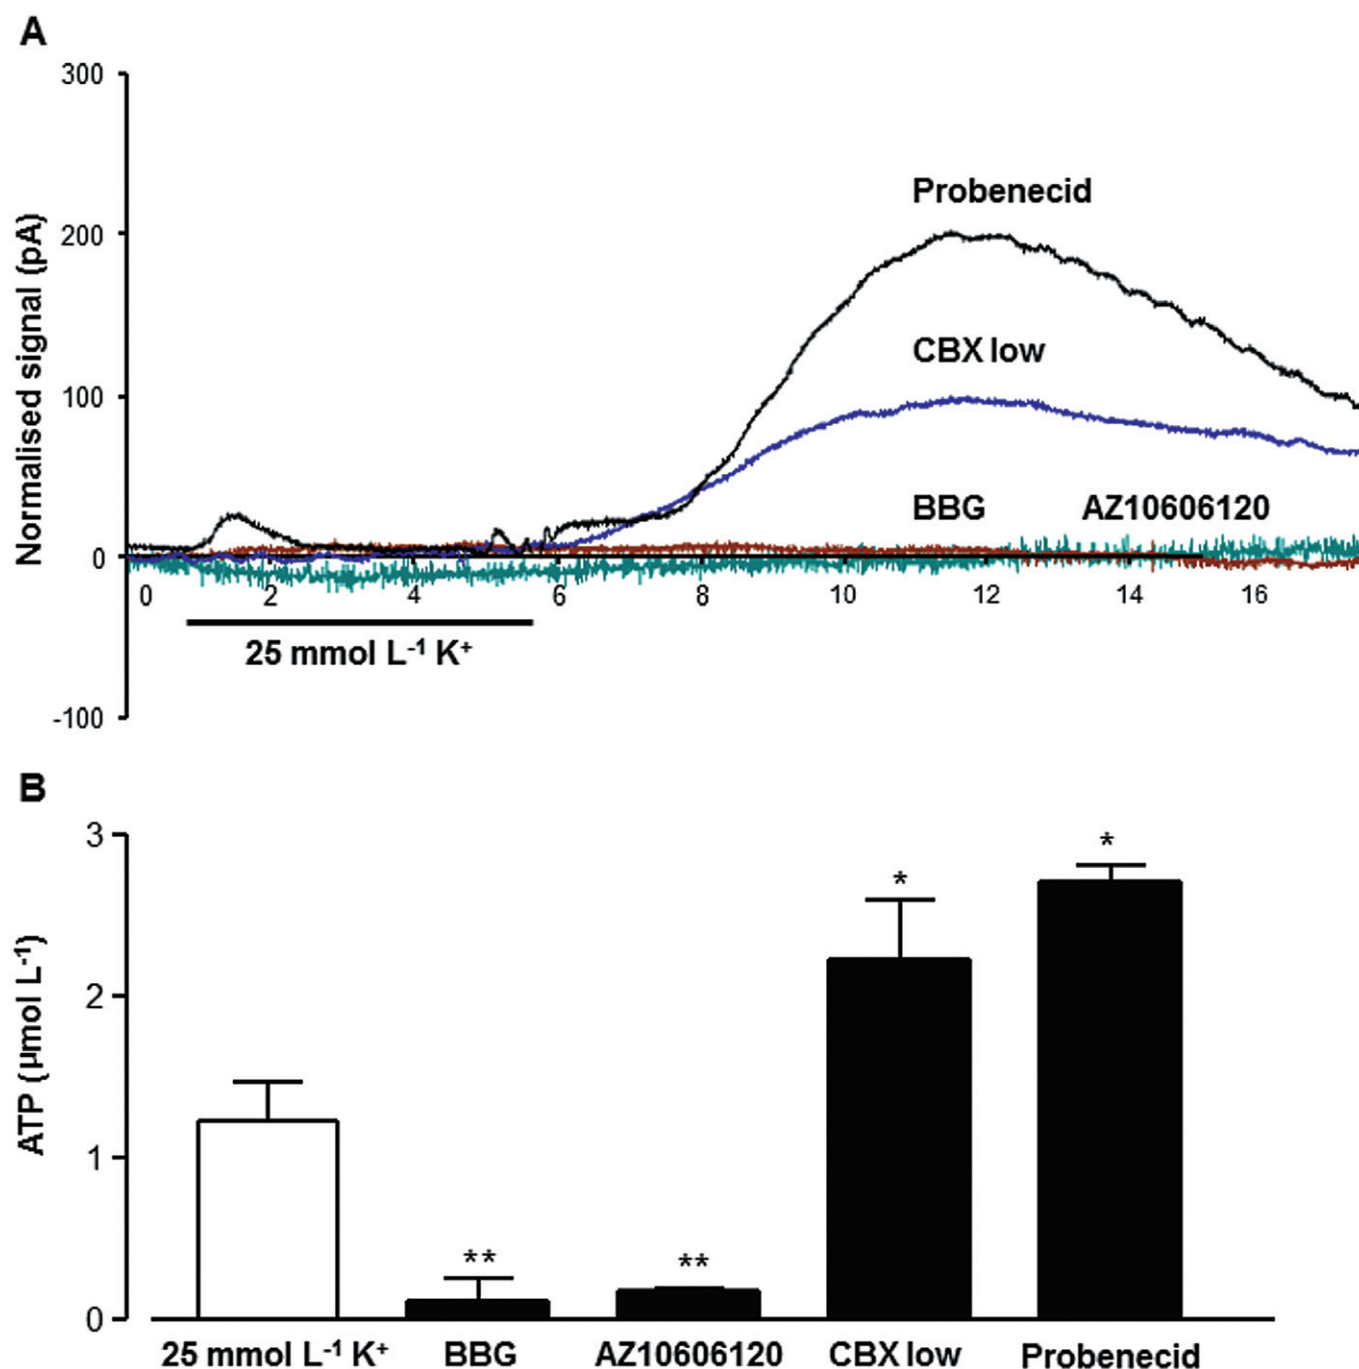 A
300
200
100
0
-100
Normalised signal (pA)
Probenecid
CBX low
BBG AZ10606120
0 2 4 6 8 10 12 14 16
25 mmol L⁻¹ K⁺
B
3
2
1
0
ATP (µmol L⁻¹)
** ** * *
25 mmol L⁻¹ K⁺ BBG AZ10606120 CBX low Probenecid